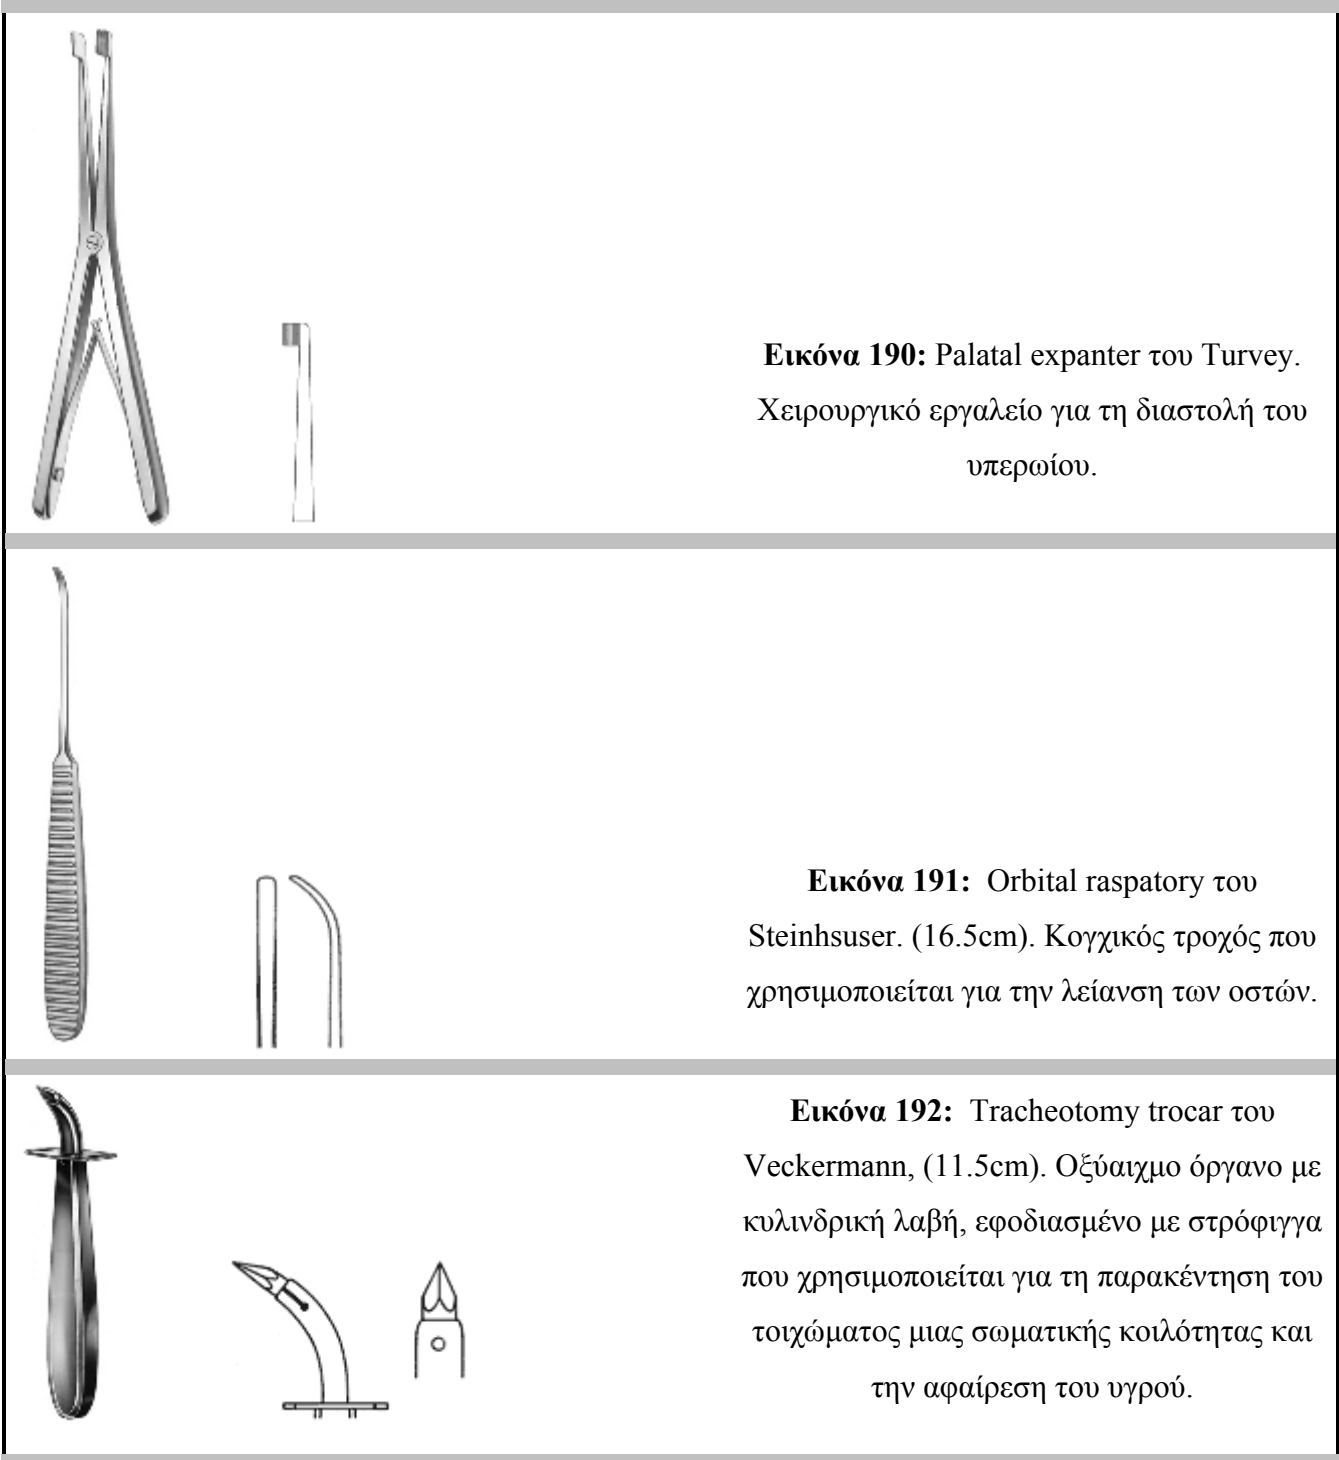 Εικόνα 190: Palatal expanter του Turvey.
Χειρουργικό εργαλείο για τη διαστολή του
υπερωίου.
Εικόνα 191: Orbital raspatory του
Steinhsuser. (16.5cm). Κογχικός τροχός που
χρησιμοποιείται για την λείανση των οστών.
Εικόνα 192: Tracheotomy trocar του
Veckermann, (11.5cm). Οξύαιχμο όργανο με
κυλινδρική λαβή, εφοδιασμένο με στρόφιγγα
που χρησιμοποιείται για τη παρακέντηση του
τοιχώματος μιας σωματικής κοιλότητας και
την αφαίρεση του υγρού.